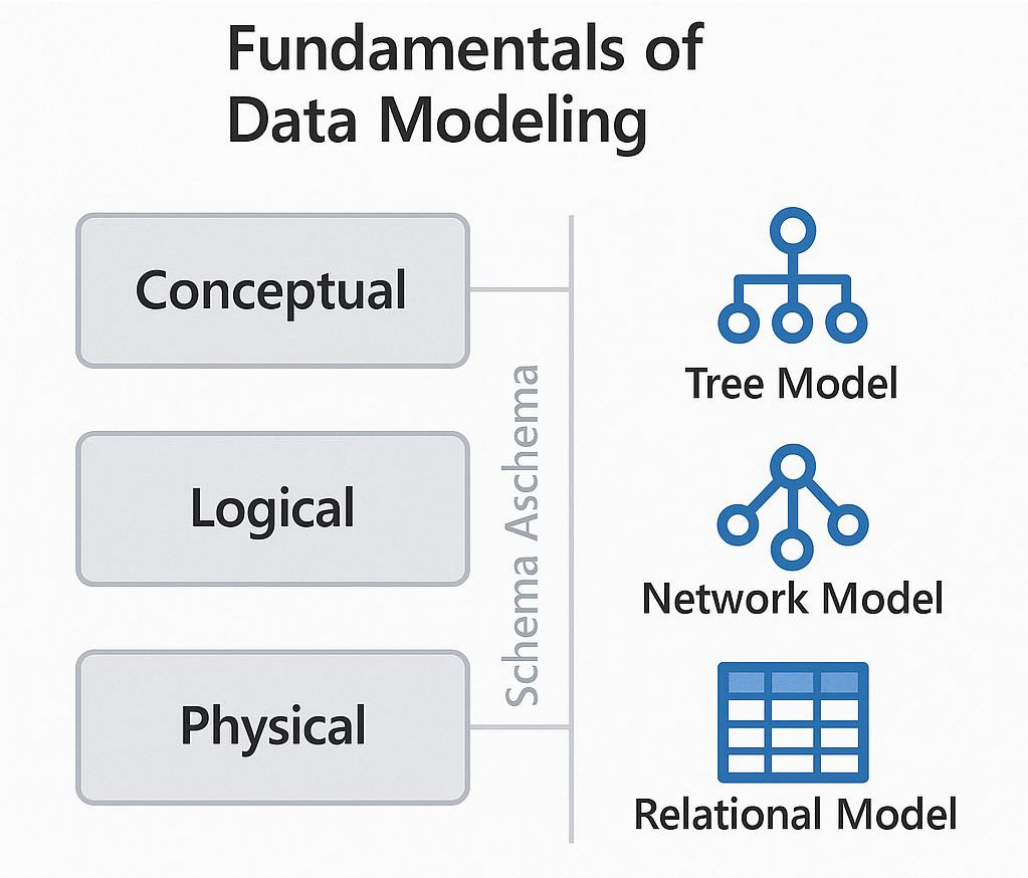 Fundamentals of
Data Modeling
Conceptual
Logical
Physical
Schema Aschema
Tree Model
Network Model
Relational Model